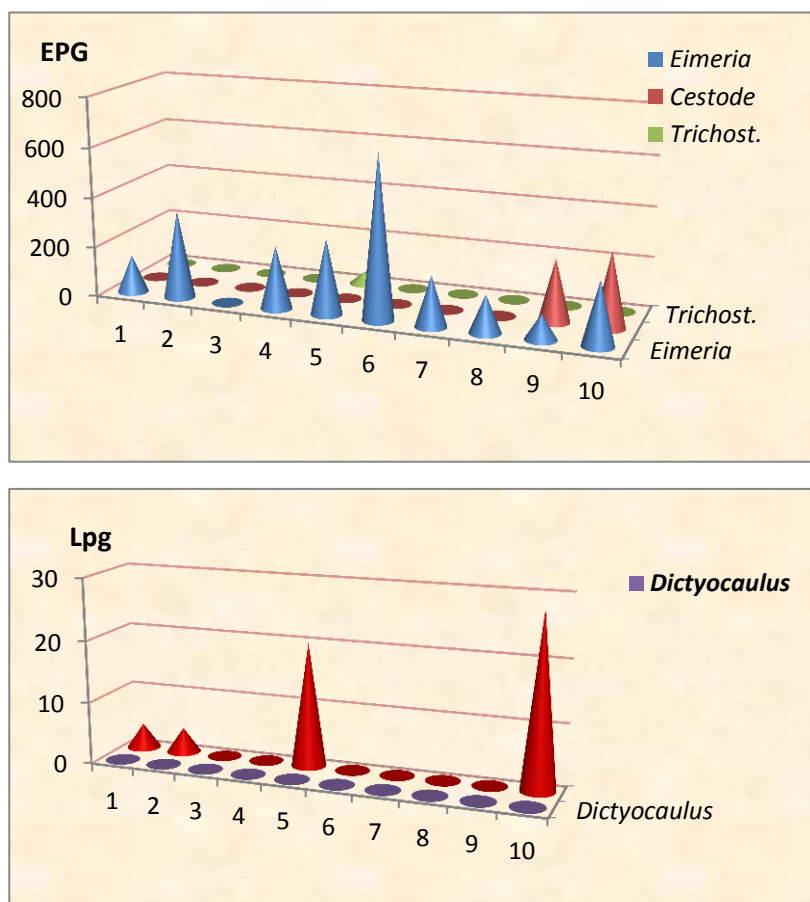 EPG
Eimeria
Cestode
Trichost.
800
600
400
200
0
Trichost.
Eimeria
1 2 3 4 5 6 7 8 9 10
Lpg
Dictyocaulus
30
20
10
0
Dictyocaulus
1 2 3 4 5 6 7 8 9 10